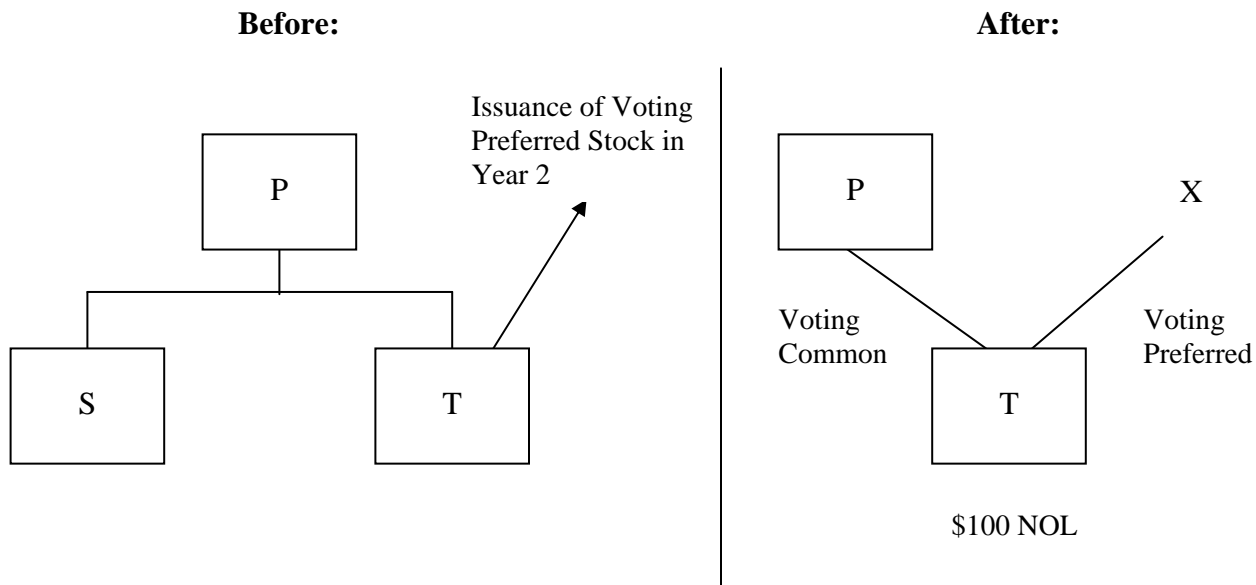 Before:
After:
Issuance of Voting
Preferred Stock in
Year 2
P
S
T
P
X
Voting
Common
Voting
Preferred
T
$100 NOL